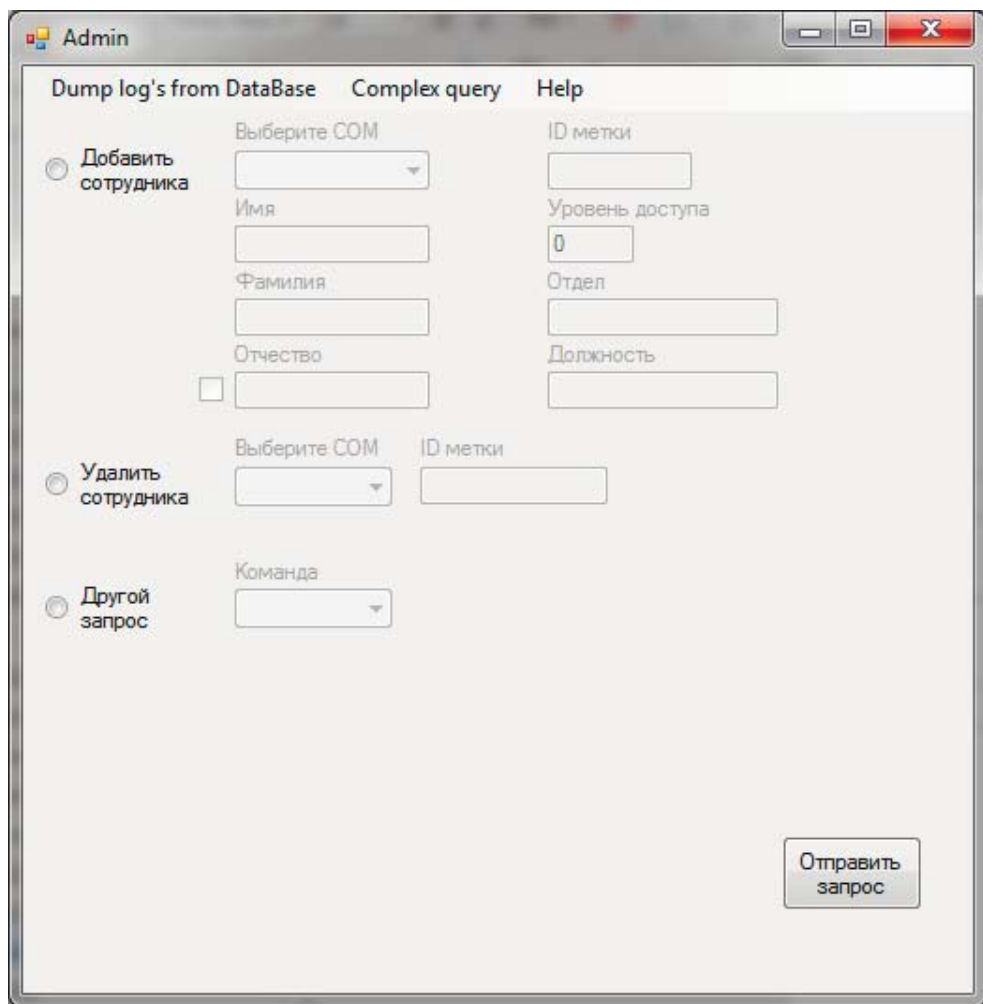 Admin
Dump log's from DataBase Complex query Help
Выберите COM ID метки
Добавить
сотрудника
Имя Уровень доступа
0
Фамилия Отдел
Отчество Должность
Выберите COM ID метки
Удалить
сотрудника
Команда
Другой
запрос
Отправить
запрос